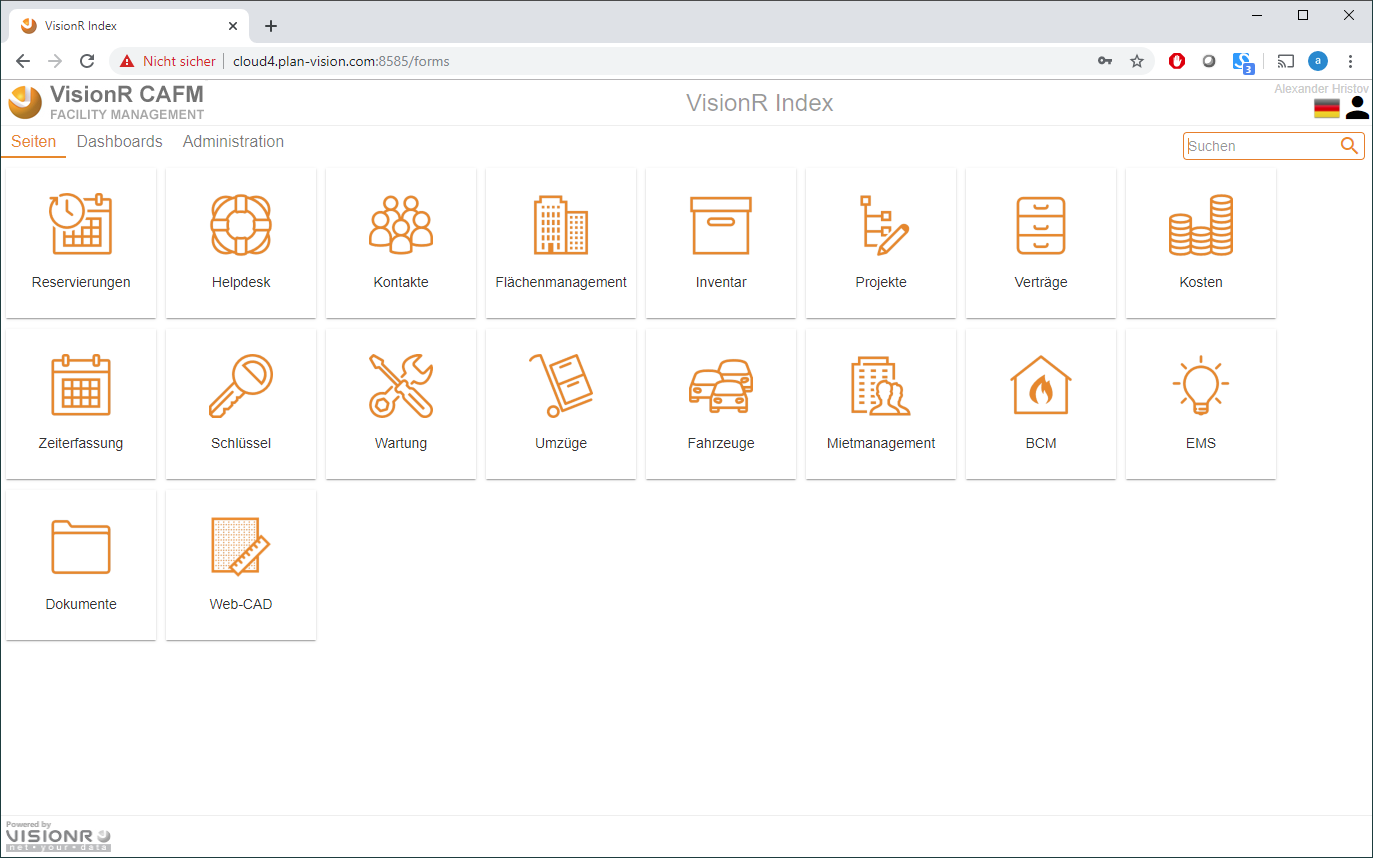 VisionR Index
Nicht sicher
cloud4.plan-vision.com:8585/forms
3
a
VisionR CAFM
FACILITY MANAGEMENT
VisionR Index
Alexander Hristov
Seiten Dashboards Administration
Suchen
Reservierungen Helpdesk Kontakte Flächenmanagement Inventar Projekte Verträge Kosten
Zeiterfassung Schlüssel Wartung Umzüge Fahrzeuge Mietmanagement BCM EMS
Dokumente Web-CAD
Powered by
VISIONR
net • your • data